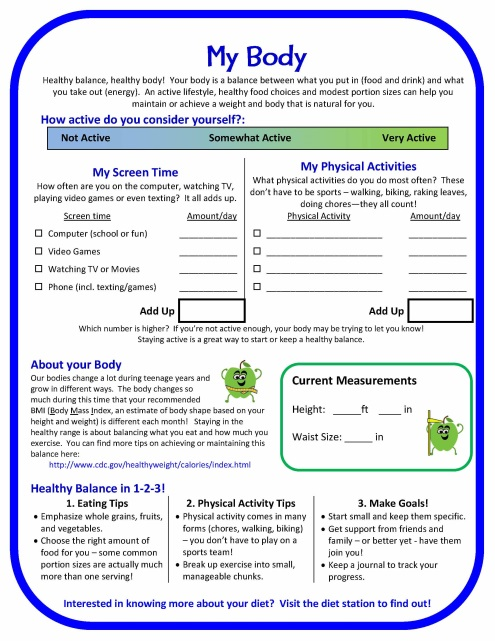 My Body
Healthy balance, healthy body!  Your body is a balance between what you put in (food and drink) and what
you take out (energy).  An active lifestyle, healthy food choices and modest portion sizes can help you
maintain or achieve a weight and body that is natural for you.
How active do you consider yourself?:
Not Active Somewhat Active Very Active
My Screen Time
How often are you on the computer, watching TV,
playing video games or even texting?  It all adds up.
Screen time Amount/day
Computer (school or fun) ___________
Video Games ___________
Watching TV or Movies ___________
Phone (incl. texting/games) ___________
Add Up
My Physical Activities
What physical activities do you do most often?  These
don’t have to be sports – walking, biking, raking leaves,
doing chores—they all count!
Physical Activity Amount/day
Add Up
Which number is higher?  If you’re not active enough, your body may be trying to let you know!
Staying active is a great way to start or keep a healthy balance.
About your Body
Our bodies change a lot during teenage years and
grow in different ways.  The body changes so
much during this time that your recommended
BMI (Body Mass Index, an estimate of body shape based on your
height and weight) is different each month!   Staying in the
healthy range is about balancing what you eat and how much you
exercise.  You can find more tips on achieving or maintaining this
balance here:
http://www.cdc.gov/healthyweight/calories/index.html
Current Measurements
Height: _____ft ____ in
Waist Size: _____ in
Healthy Balance in 1-2-3!
1. Eating Tips
• Emphasize whole grains, fruits,
and vegetables.
• Choose the right amount of
food for you – some common
portion sizes are actually much
more than one serving!
2. Physical Activity Tips
• Physical activity comes in many
forms (chores, walking, biking)
– you don’t have to play on a
sports team!
• Break up exercise into small,
manageable chunks.
3. Make Goals!
• Start small and keep them specific.
• Get support from friends and
family – or better yet - have them
join you!
• Keep a journal to track your
progress.
Interested in knowing more about your diet?  Visit the diet station to find out!